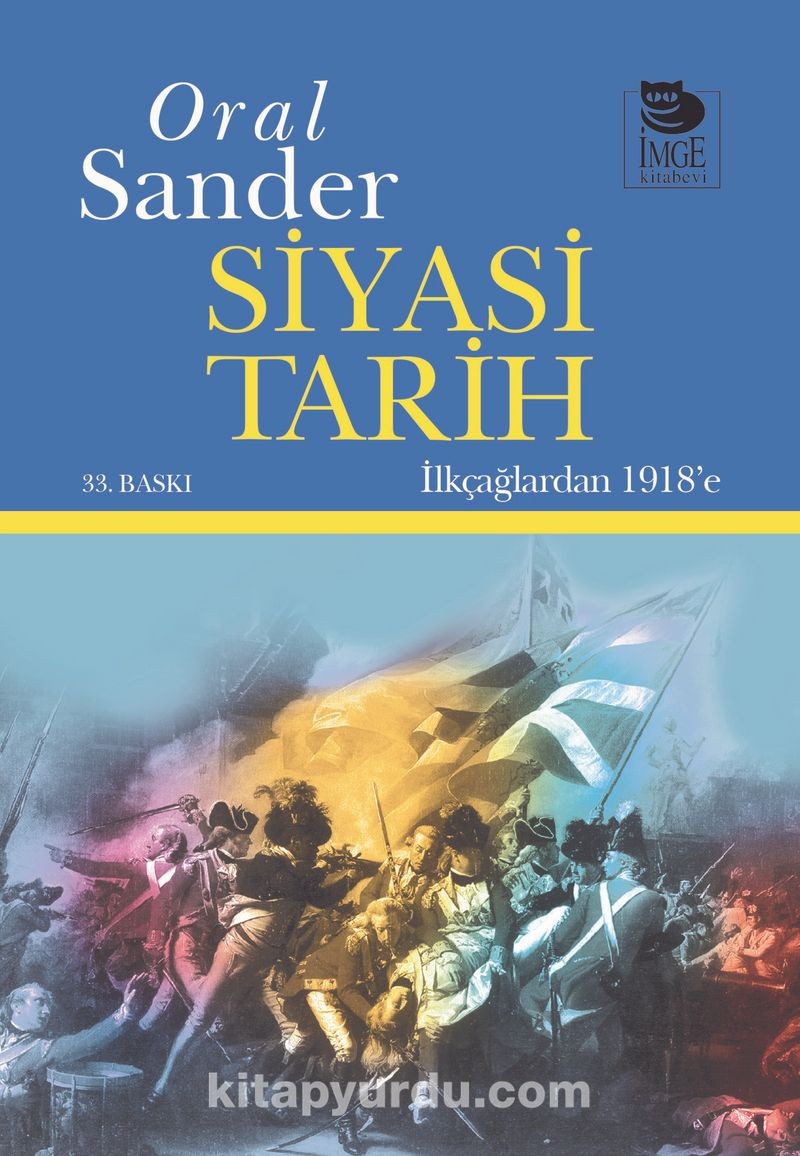 Oral
Sander
İMGE
kitabevi
SİYASİ
TARİH
33. BASKI
İlkçağlardan 1918'e
kitapyurdu.com